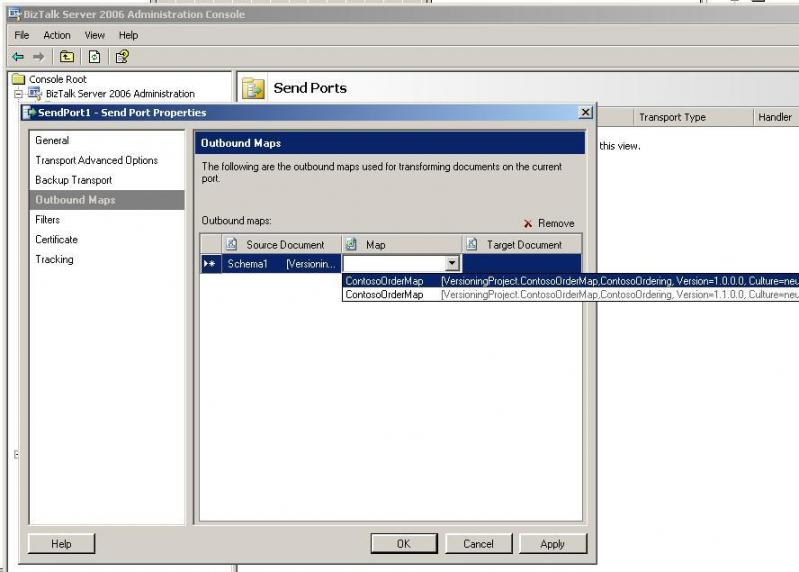 BizTalk Server 2006 Administration Console
File Action View Help
Console Root
BizTalk Server 2006 Administration
Send Ports
SendPort1 - Send Port Properties
Transport Type Handler
this view.
General
Transport Advanced Options
Backup Transport
Outbound Maps
Filters
Certificate
Tracking
Outbound Maps
The following are the outbound maps used for transforming documents on the current
port.
Outbound maps:
Remove
Source Document Map Target Document
Schema1 [Versionin...
ContosoOrderMap [VersioningProject.ContosoOrderMap,ContosoOrdering, Version=1.0.0.0, Culture=neu
ContosoOrderMap [VersioningProject.ContosoOrderMap,ContosoOrdering, Version=1.1.0.0, Culture=neu
Help OK Cancel Apply